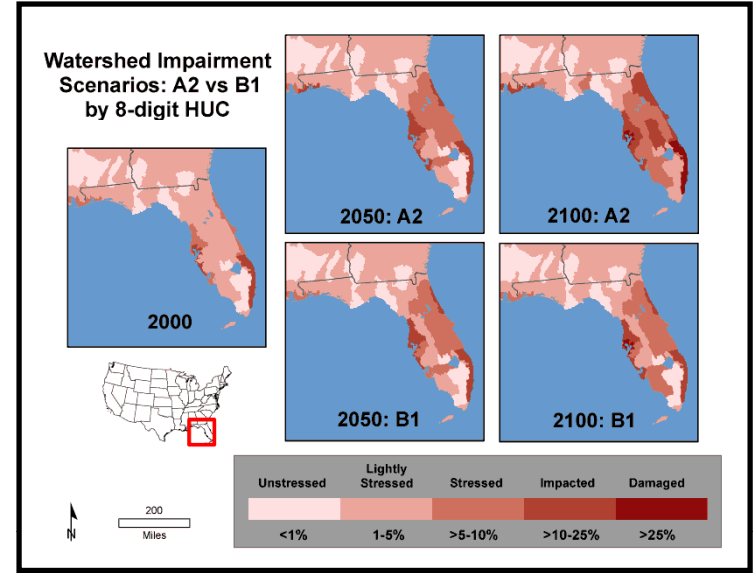 Watershed Impairment
Scenarios: A2 vs B1
by 8-digit HUC
2000
2050: A2
2100: A2
2050: B1
2100: B1
200
Miles
N
Unstressed
Lightly
Stressed
Stressed
Impacted
Damaged
<1%
1-5%
>5-10%
>10-25%
>25%